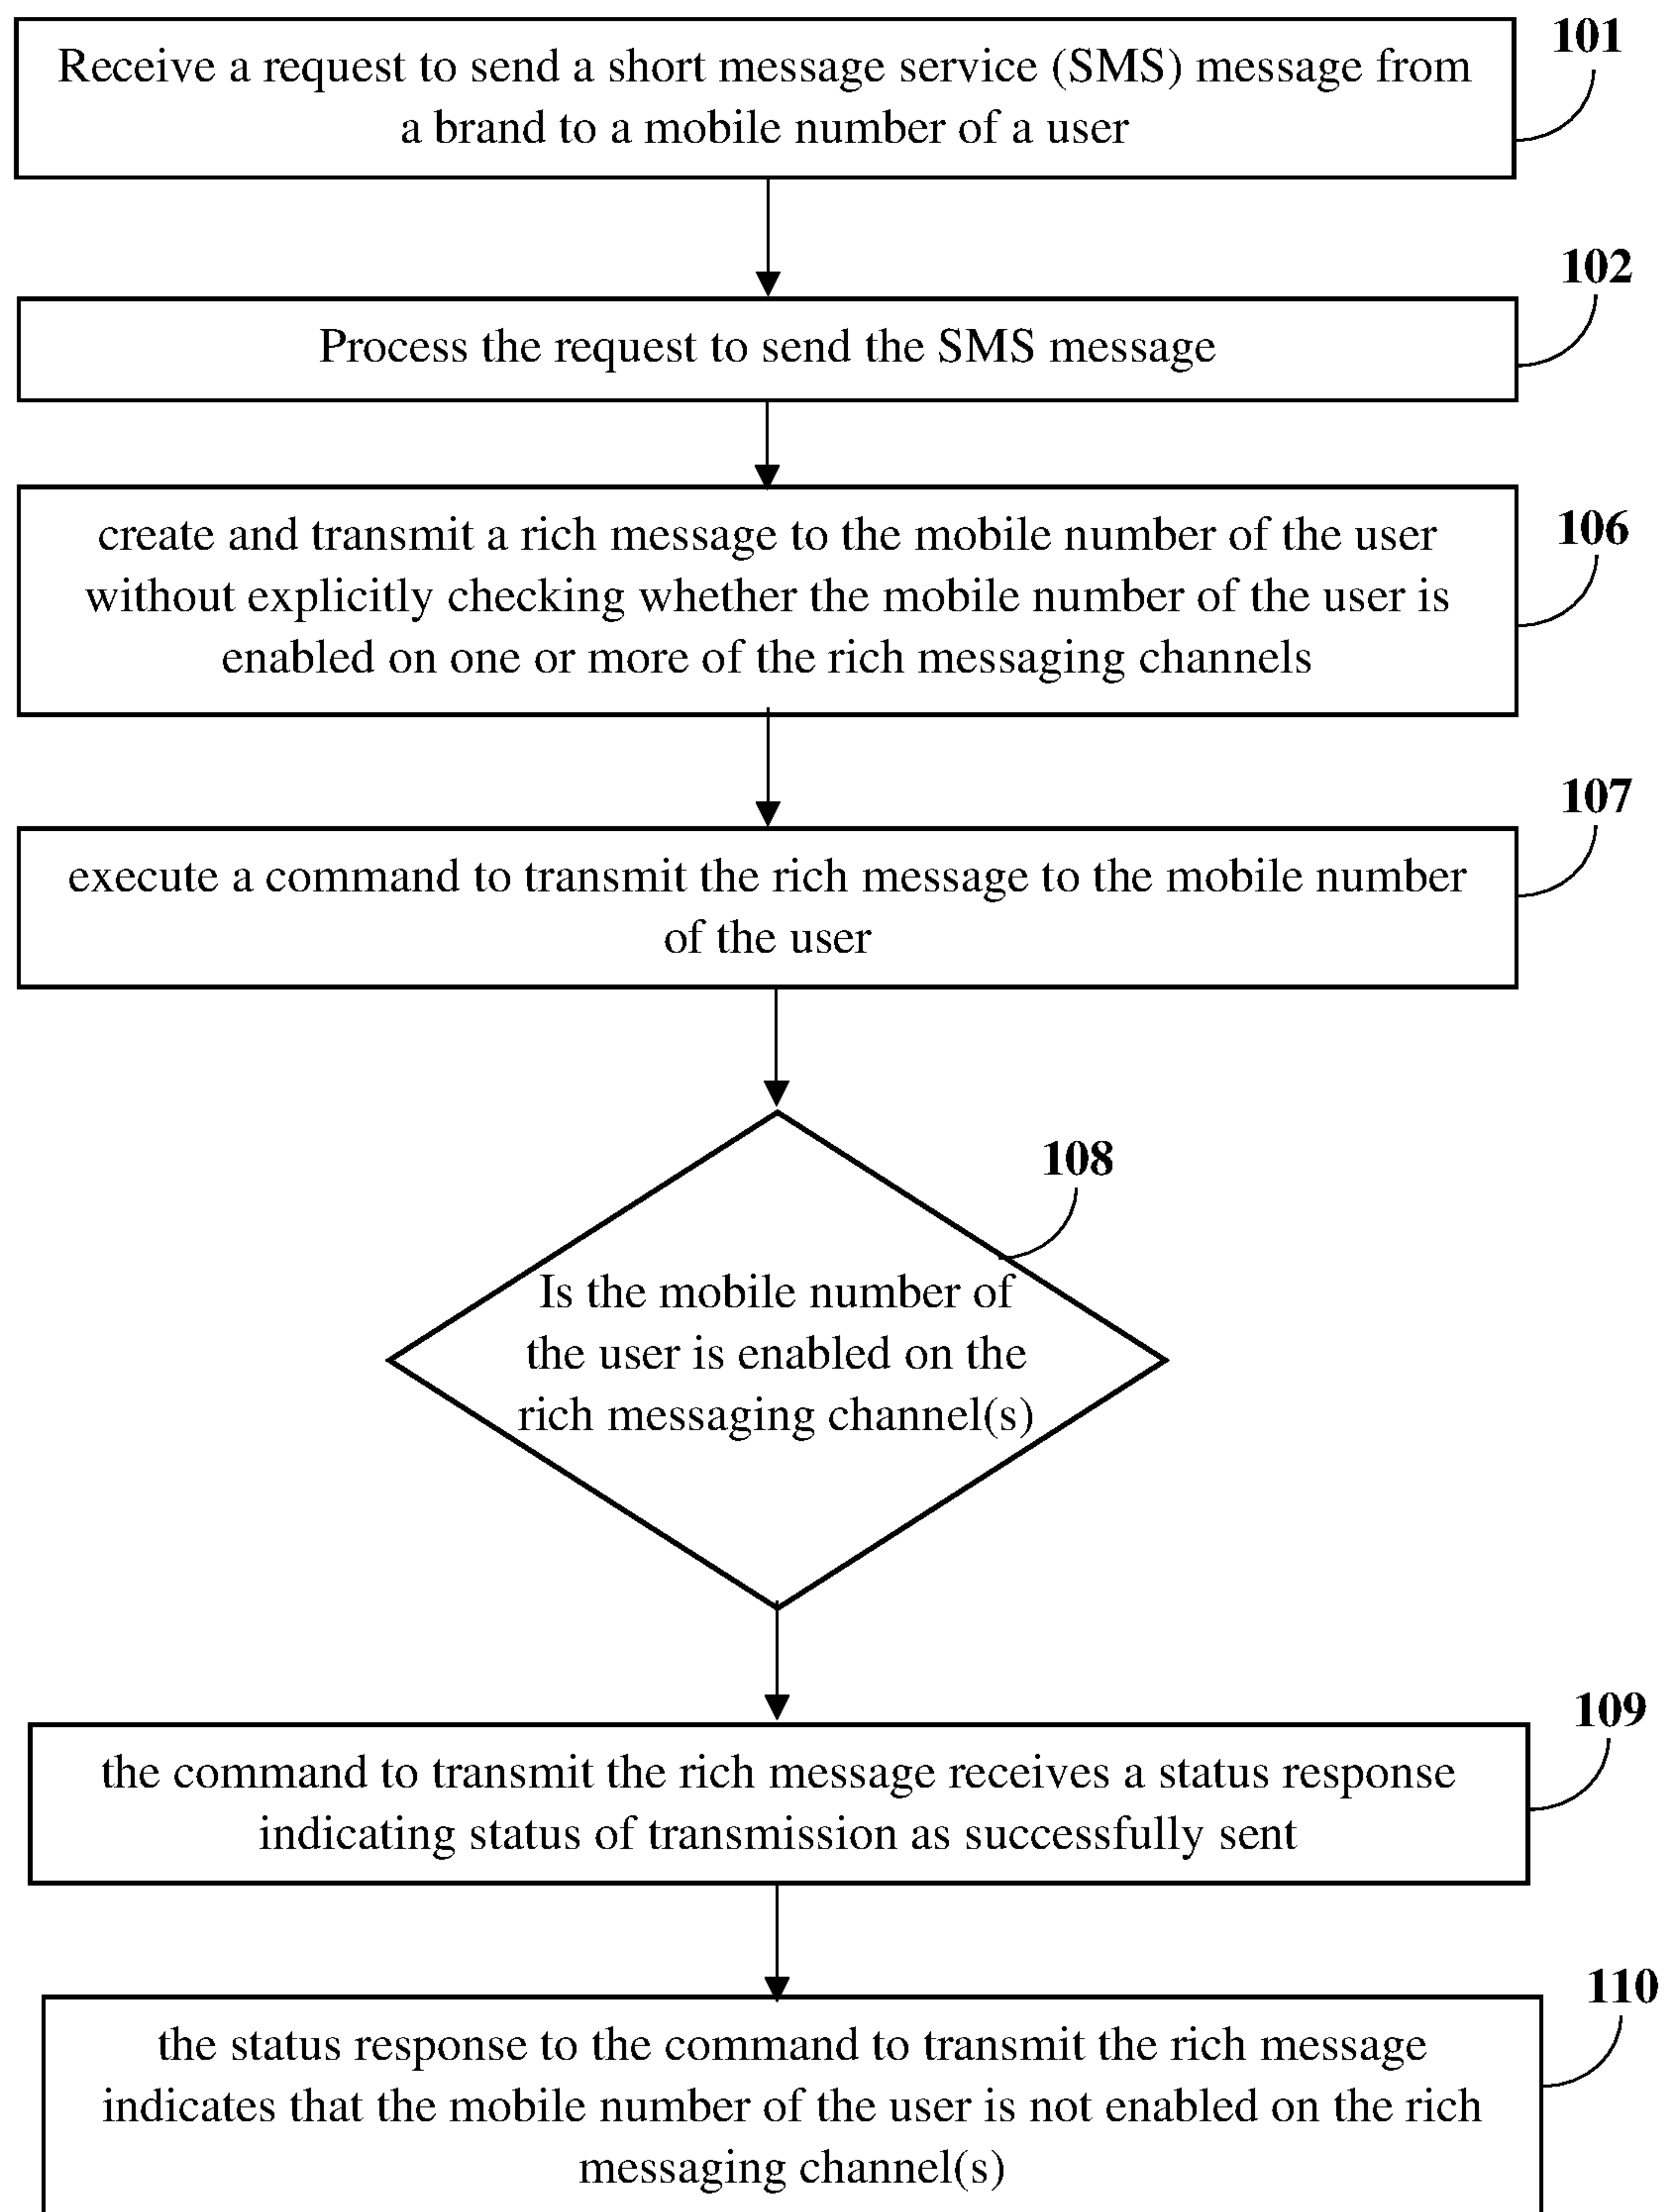 101
Receive a request to send a short message service (SMS) message from
a brand to a mobile number of a user
102
Process the request to send the SMS message
106
create and transmit a rich message to the mobile number of the user
without explicitly checking whether the mobile number of the user is
enabled on one or more of the rich messaging channels
107
execute a command to transmit the rich message to the mobile number
of the user
108
Is the mobile number of
the user is enabled on the
rich messaging channel(s)
109
the command to transmit the rich message receives a status response
indicating status of transmission as successfully sent
110
the status response to the command to transmit the rich message
indicates that the mobile number of the user is not enabled on the rich
messaging channel(s)